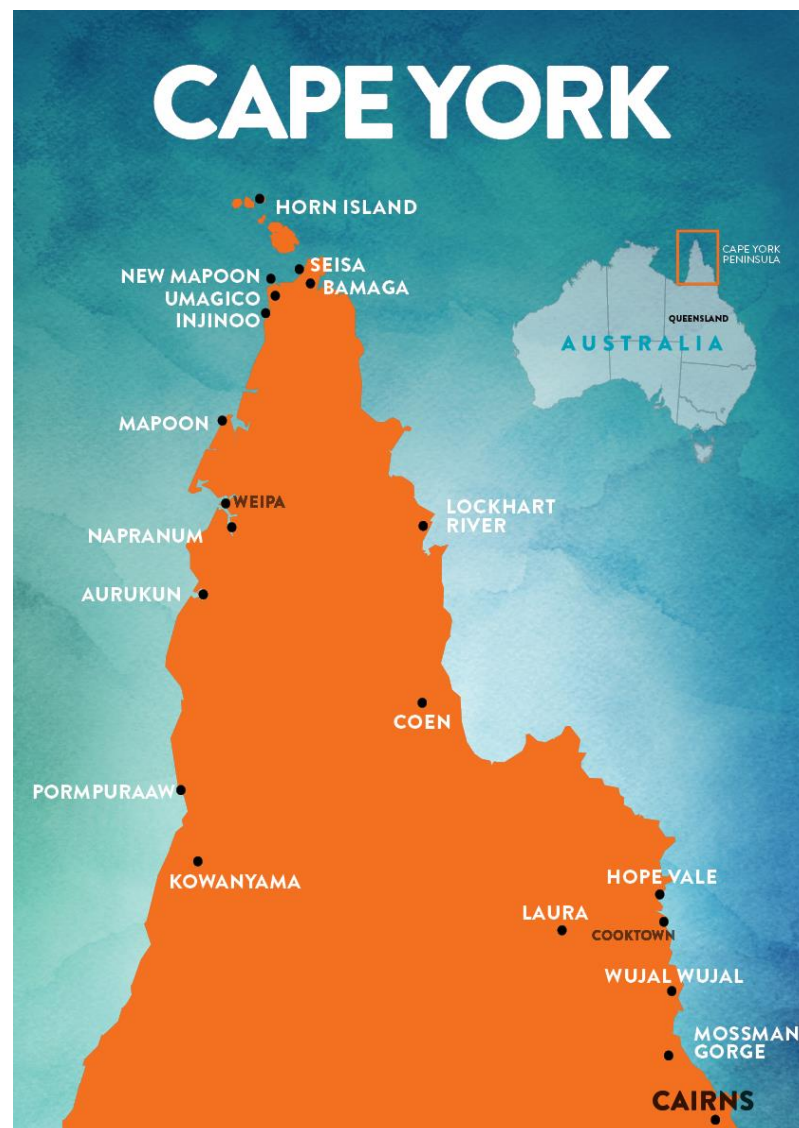 CAPE YORK
HORN ISLAND
SEISA
NEW MAPOON
BAMAGA
UMAGICO
INJINOO
CAPE YORK
PENINSULA
QUEENSLAND
AUSTRALIA
MAPOON
WEIPA
LOCKHART
RIVER
NAPRANUM
AURUKUN
COEN
PORMPURAAW
KOWANYAMA
HOPE VALE
LAURA
COOKTOWN
WUJAL WUJAL
MOSSMAN
GORGE
CAIRNS